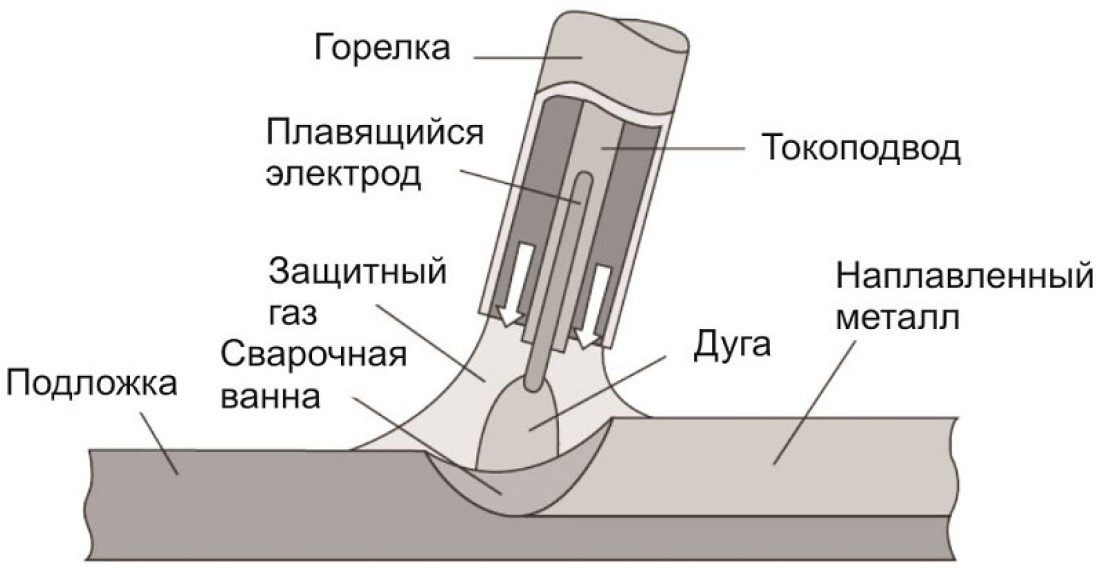 Горелка
Плавящийся
электрод
Токоподвод
Защитный
газ
Наплавленный
металл
Сварочная
ванна
Дуга
Подложка